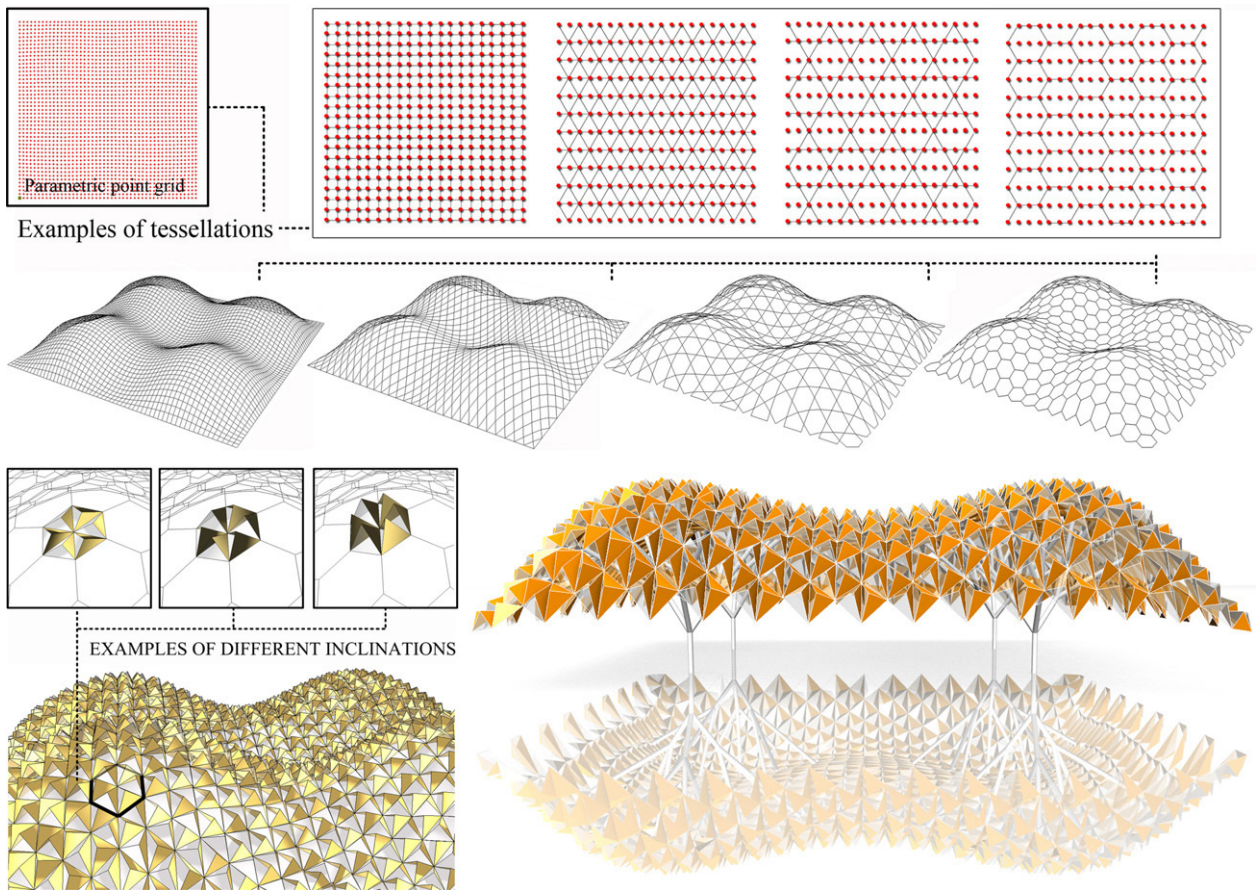 Parametric point grid
Examples of tessellations
EXAMPLES OF DIFFERENT INCLINATIONS